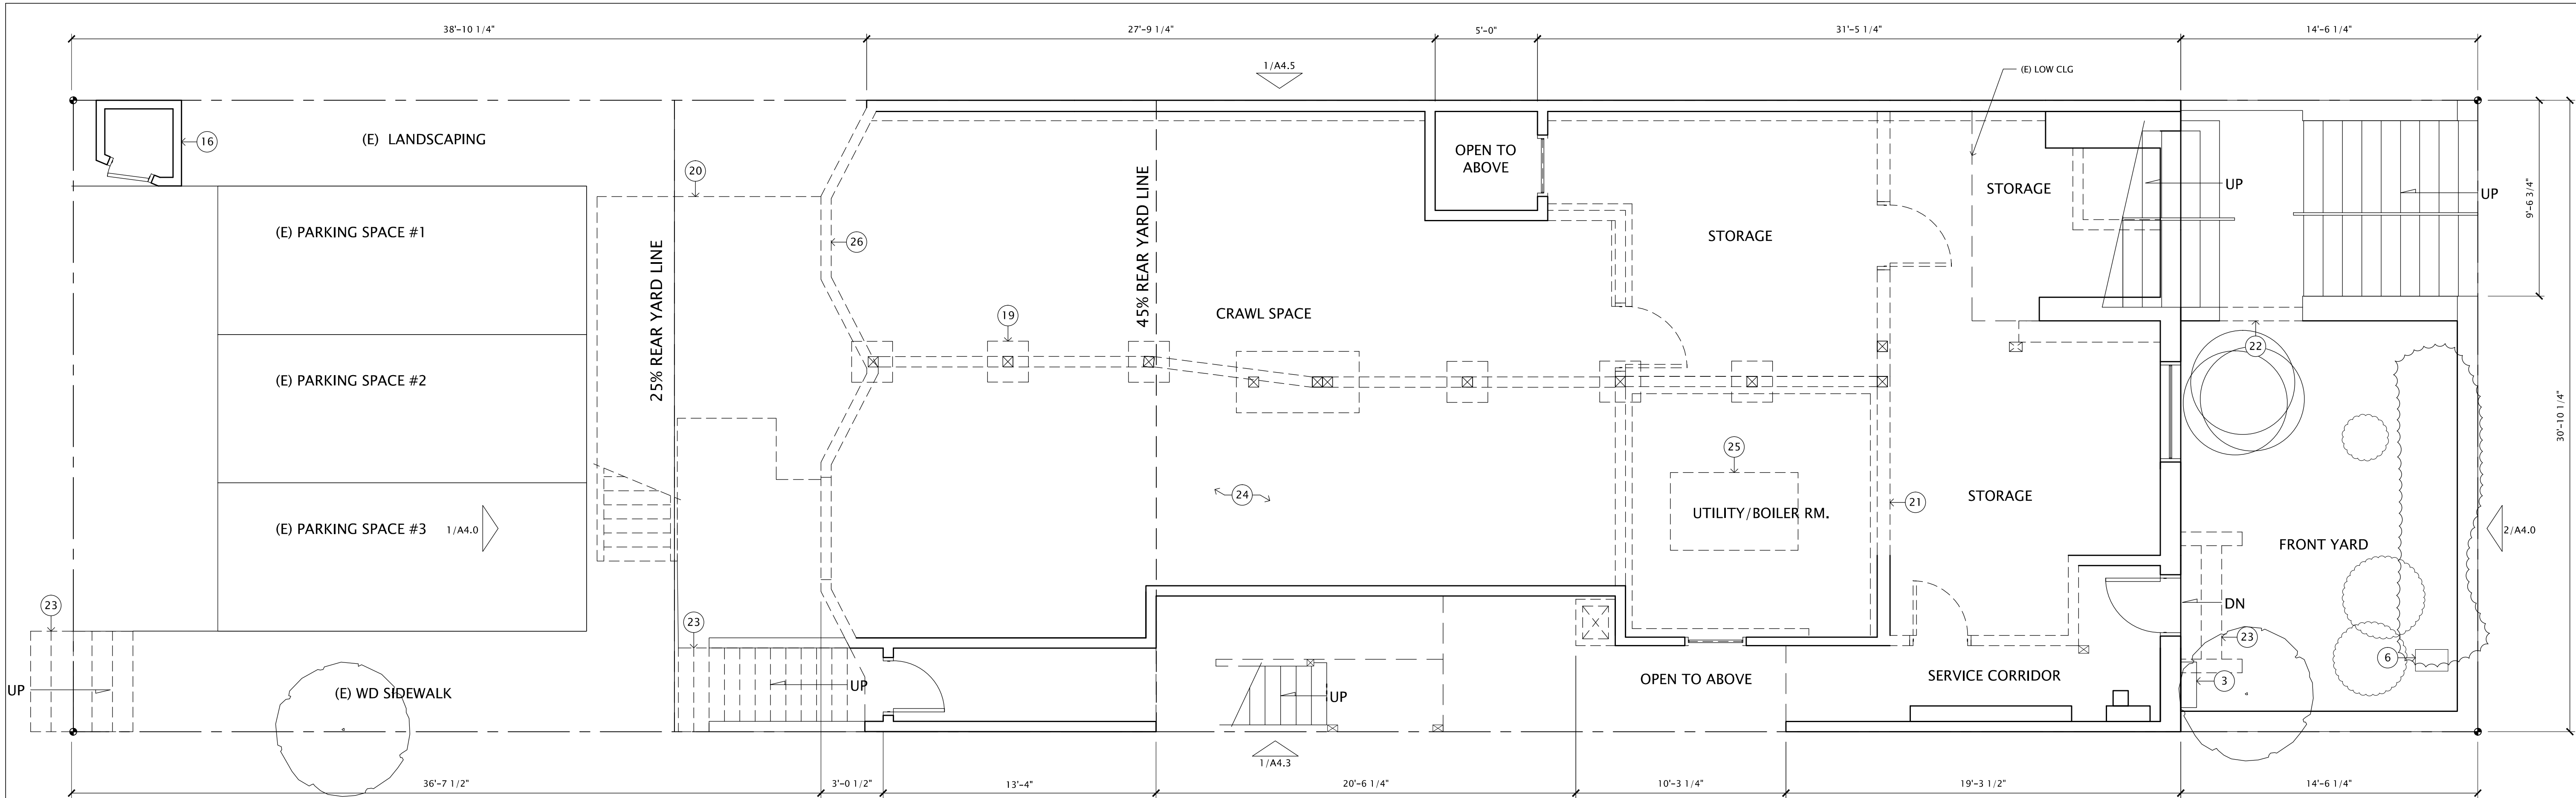 38'-10 1/4"
27'-9 1/4"
5'-0"
31'-5 1/4"
14'-6 1/4"
1/A4.5
(E) LOW CLG
16
(E) LANDSCAPING
OPEN TO
ABOVE
20
STORAGE
UP
UP
9'-6 3/4"
(E) PARKING SPACE #1
26
STORAGE
25% REAR YARD LINE
45% REAR YARD LINE
19
CRAWL SPACE
22
(E) PARKING SPACE #2
30'-10 1/4"
25
24
STORAGE
21
UTILITY/BOILER RM.
(E) PARKING SPACE #3
1/A4.0
2/A4.0
FRONT YARD
23
23
DN
23
6
UP
(E) WD SIDEWALK
UP
UP
OPEN TO ABOVE
SERVICE CORRIDOR
3
1/A4.3
36'-7 1/2"
3'-0 1/2"
13'-4"
20'-6 1/4"
10'-3 1/4"
19'-3 1/2"
14'-6 1/4"